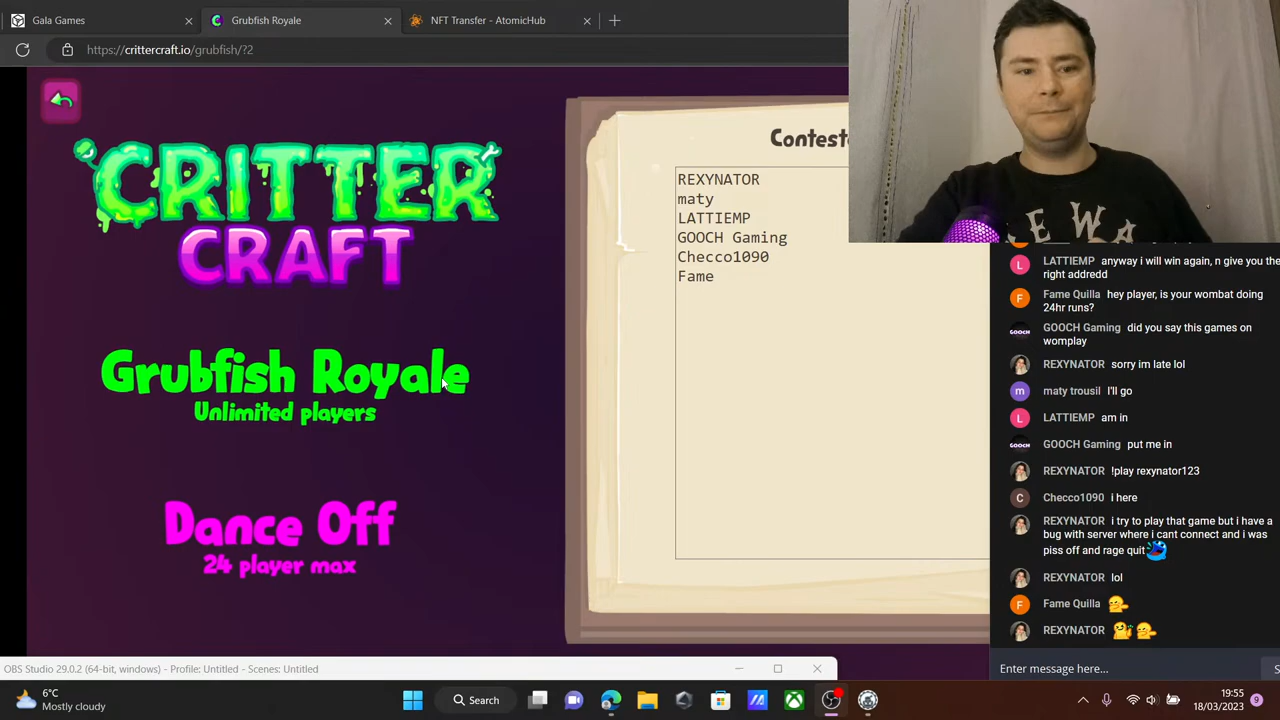 Gala Games
Grubfish Royale
NFT Transfer - AtomicHub
https://crittercraft.io/grubfish/?2
CRITTER
CRAFT
Grubfish Royale
Unlimited players
Dance Off
24 player max
Contest
REXYNATOR
maty
LATTIEMP
GOOCH Gaming
Checco1090
Fame
LATTIEMP anyway i will win again, n give you the
right addredd
Fame Quilla hey player, is your wombat doing
24hr runs?
GOOCH Gaming did you say this games on
womplay
REXYNATOR sorry im late lol
maty trousil I'll go
LATTIEMP am in
GOOCH Gaming put me in
REXYNATOR !play rexynator123
Checco1090 i here
REXYNATOR i try to play that game but i have a
bug with server where i cant connect and i was
piss off and rage quit
REXYNATOR lol
Fame Quilla
REXYNATOR
Enter message here...
OBS Studio 29.0.2 (64-bit, windows) - Profile: Untitled - Scenes: Untitled
6°C
Mostly cloudy
Search
19:55
18/03/2023
9